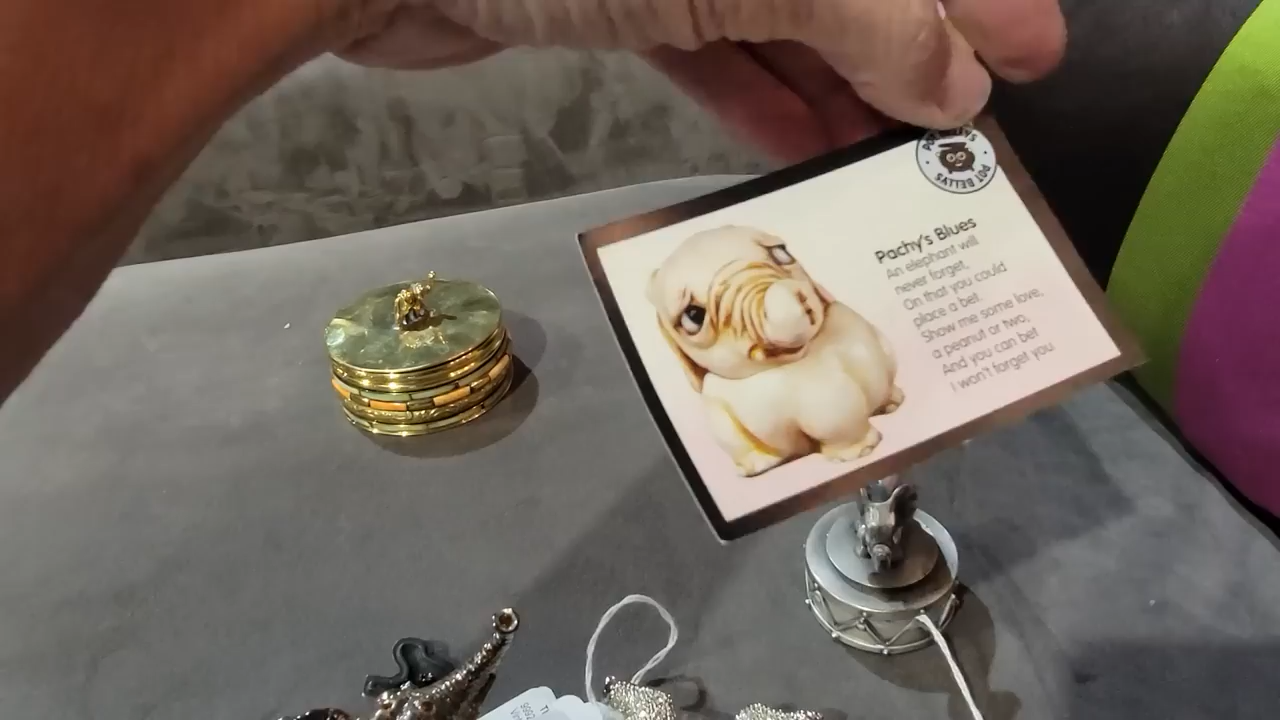 POT BELLYS
Pachy's Blues
An elephant will
never forget,
On that you could
place a bet.
Show me some love,
a peanut or two,
And you can bet
I won't forget you